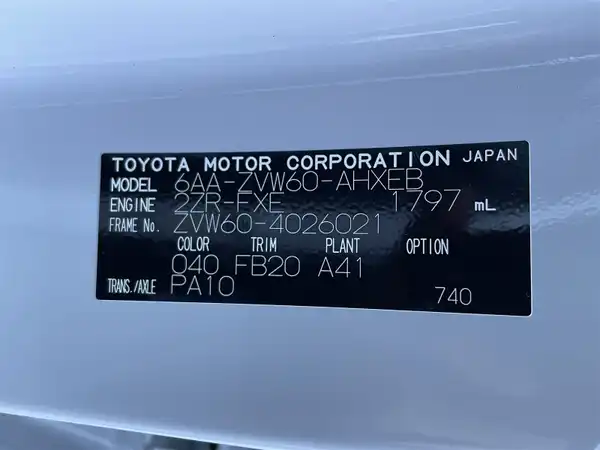 TOYOTA MOTOR CORPORATION JAPAN
MODEL 6AA-ZVW60-AHXEB
ENGINE 2ZR-FXE 1797 mL
FRAME No. ZVW60-4026021
COLOR TRIM PLANT OPTION
040 FB20 A41
TRANS./AXLE PA10
740